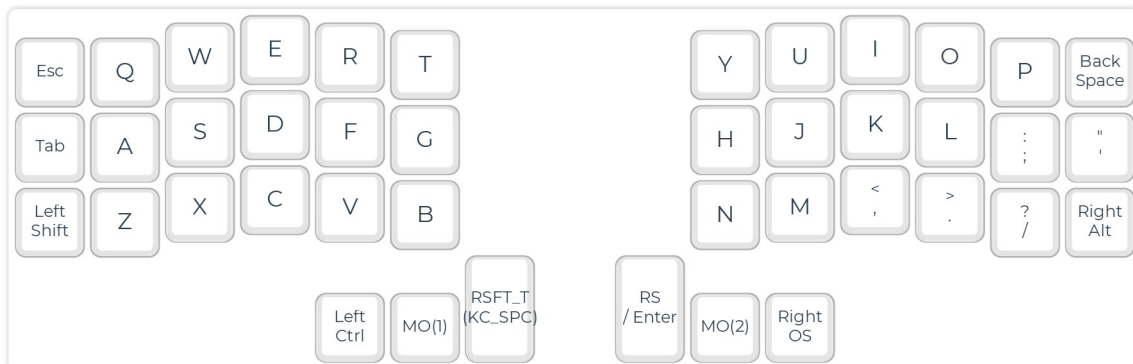 Esc Q W E R T Y U I O P Back
Space
Tab A S D F G H J K L :
; "
'
Left
Shift Z X C V B N M <
, >
. ?
/ Right
Alt
Left
Ctrl MO(1) RSFT_T
(KC_SPC) RS
/ Enter MO(2) Right
OS